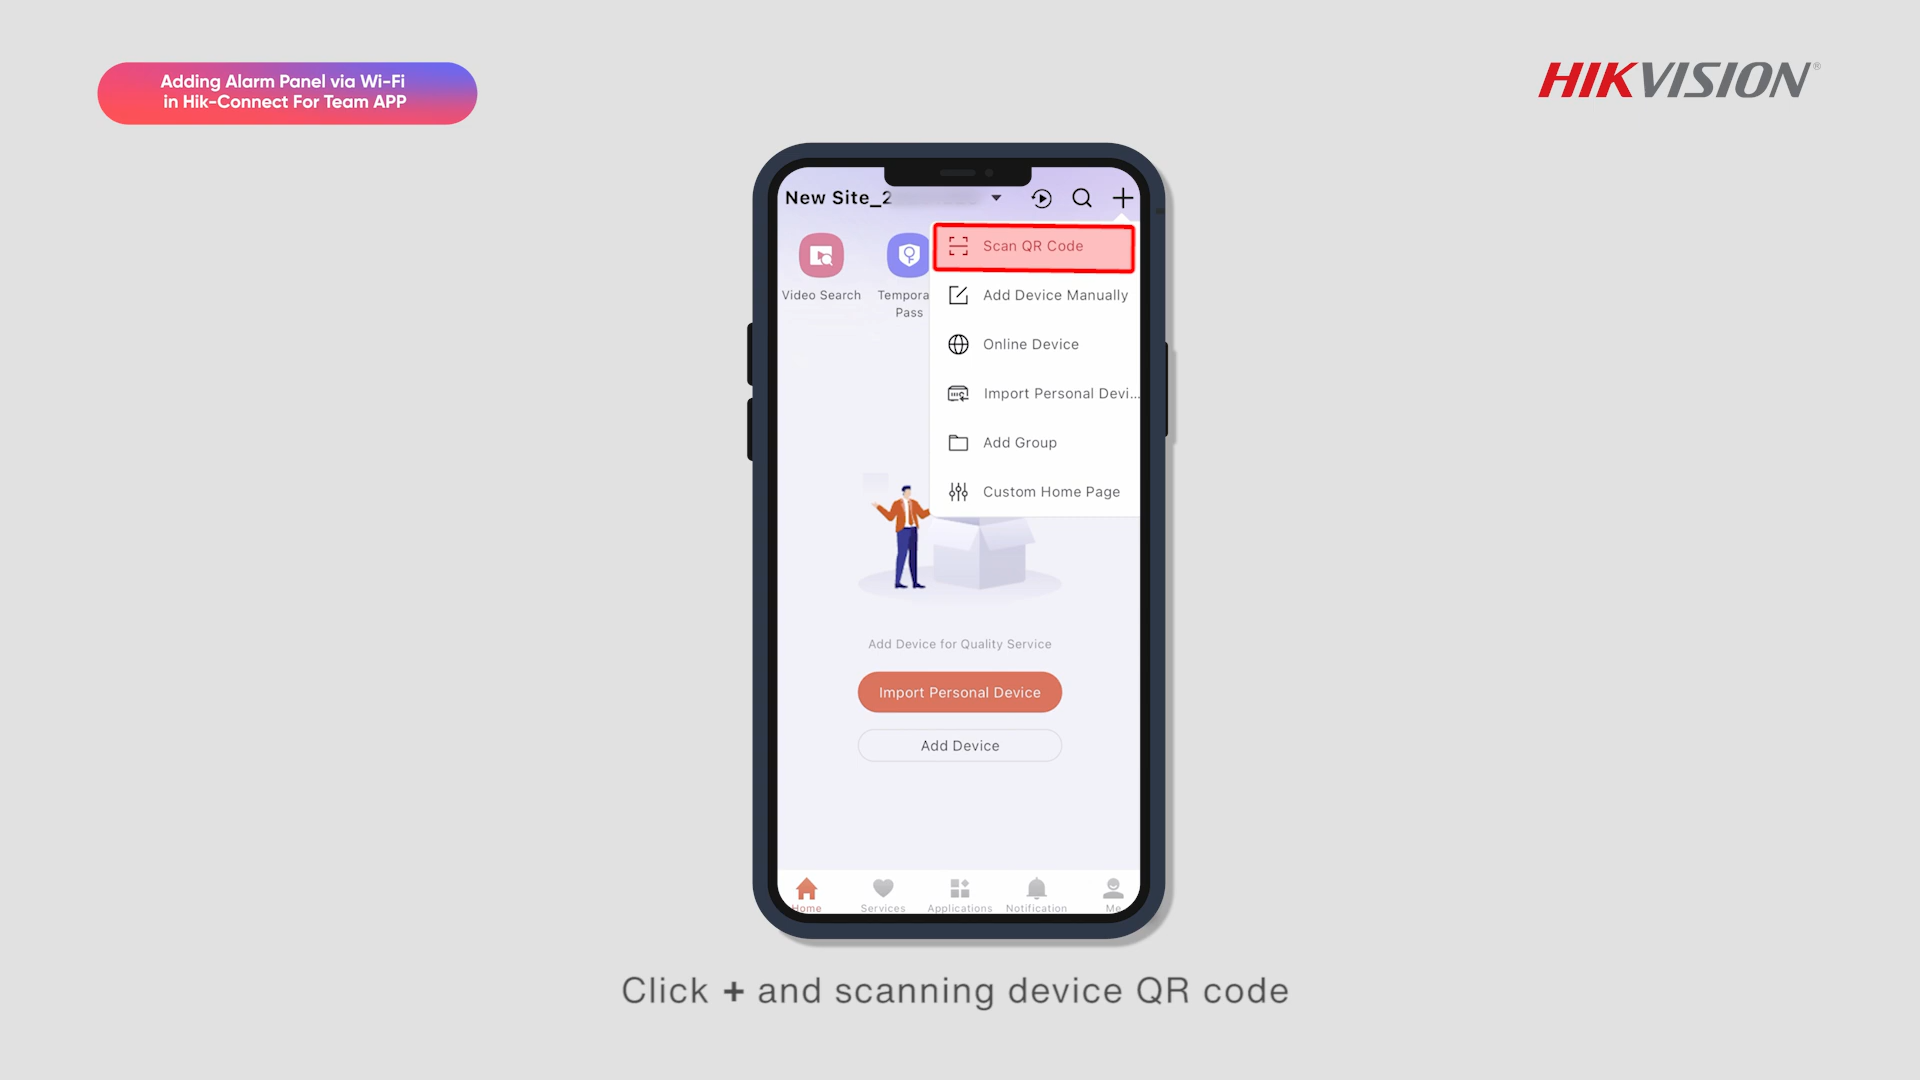 Adding Alarm Panel via Wi-Fi
in Hik-Connect For Team APP
HIKVISION®
New Site_2
Scan QR Code
Video Search
Tempora
Pass
Add Device Manually
Online Device
Import Personal Devi...
Add Group
Custom Home Page
Add Device for Quality Service
Import Personal Device
Add Device
Home
Services
Applications
Notification
Me
Click + and scanning device QR code